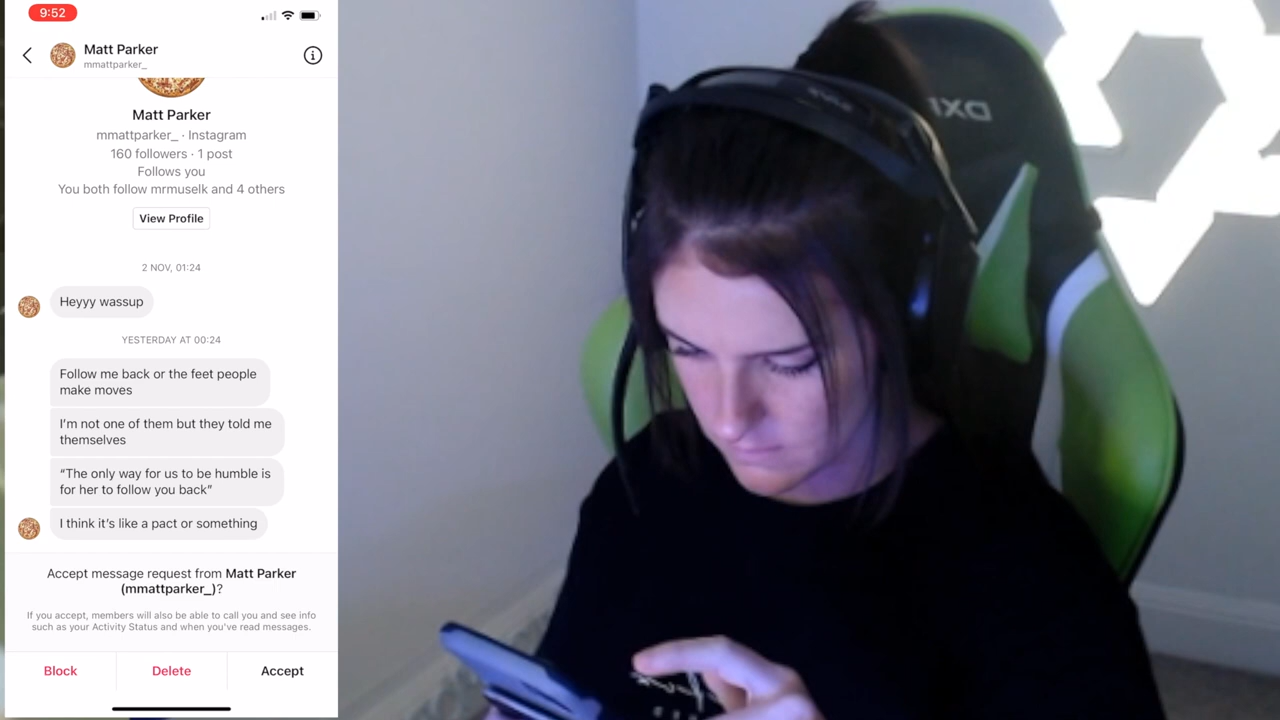 9:52
Matt Parker
mmattparker_
Matt Parker
mmattparker_ · Instagram
160 followers · 1 post
Follows you
You both follow mrmuselk and 4 others
View Profile
2 NOV, 01:24
Heyyy wassup
YESTERDAY AT 00:24
Follow me back or the feet people
make moves
I'm not one of them but they told me
themselves
“The only way for us to be humble is
for her to follow you back”
I think it's like a pact or something
Accept message request from Matt Parker
(mmattparker_)?
If you accept, members will also be able to call you and see info
such as your Activity Status and when you've read messages.
Block
Delete
Accept
DXR